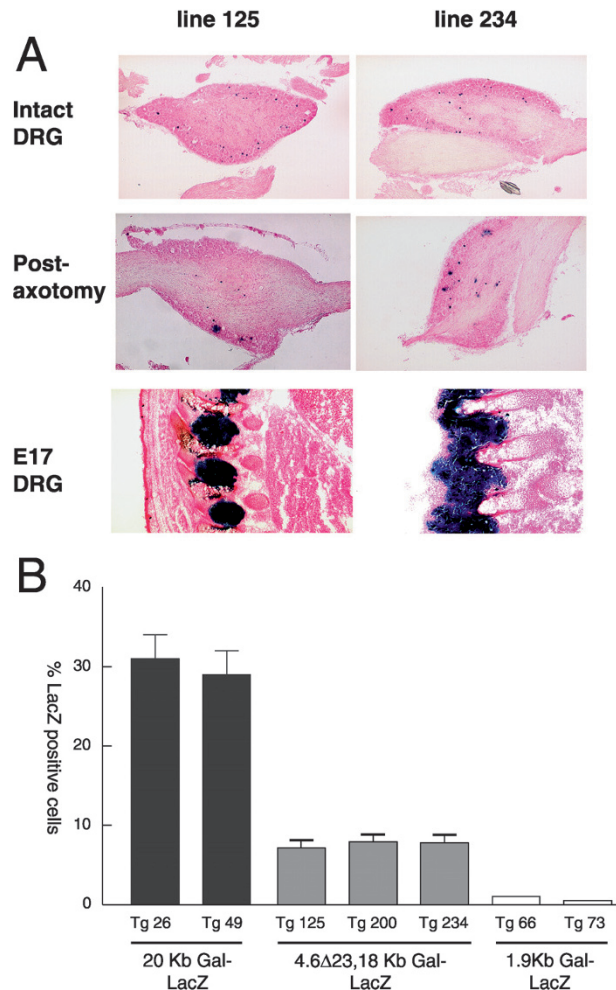 line 125 line 234
A
Intact
DRG
Post-
axotomy
E17
DRG
B
% LacZ positive cells
40
30
20
10
0
Tg 26 Tg 49 Tg 125 Tg 200 Tg 234 Tg 66 Tg 73
20 Kb Gal-
LacZ
4.6Δ23,18 Kb Gal-
LacZ
1.9Kb Gal-
LacZ